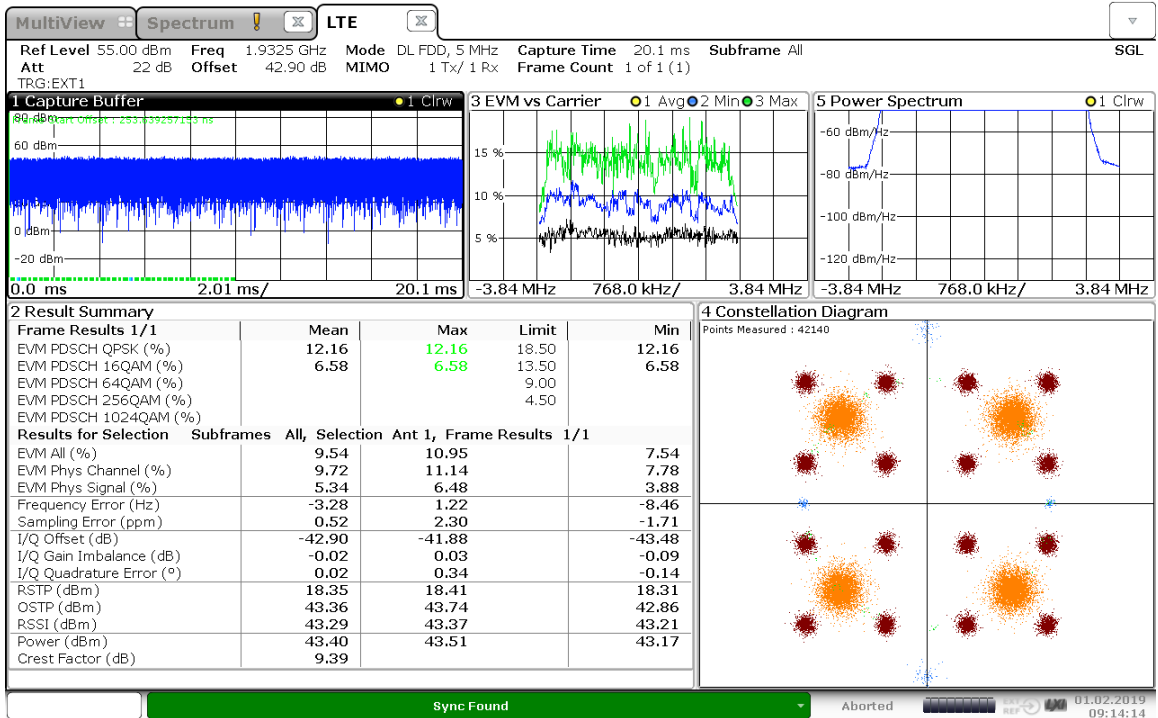 MultiView Spectrum ! x LTE x
Ref Level 55.00 dBm Freq 1.9325 GHz Mode DL FDD, 5 MHz Capture Time 20.1 ms Subframe All SGL
Att 22 dB Offset 42.90 dB MIMO 1 Tx/ 1 Rx Frame Count 1 of 1 (1)
TRG:EXT1
1 Capture Buffer 1 Clrw
80 dBm
Frame Start Offset : 253.639257153 ns
60 dBm
0 dBm
-20 dBm
0.0 ms 2.01 ms/ 20.1 ms
3 EVM vs Carrier 1 Avg 2 Min 3 Max
15 %
10 %
5 %
-3.84 MHz 768.0 kHz/ 3.84 MHz
5 Power Spectrum 1 Clrw
-60 dBm/Hz
-80 dBm/Hz
-100 dBm/Hz
-120 dBm/Hz
-3.84 MHz 768.0 kHz/ 3.84 MHz
2 Result Summary
Frame Results 1/1 Mean Max Limit Min
EVM PDSCH QPSK (%) 12.16 12.16 18.50 12.16
EVM PDSCH 16QAM (%) 6.58 6.58 13.50 6.58
EVM PDSCH 64QAM (%) 9.00
EVM PDSCH 256QAM (%) 4.50
EVM PDSCH 1024QAM (%)
Results for Selection Subframes All, Selection Ant 1, Frame Results 1/1
EVM All (%) 9.54 10.95 7.54
EVM Phys Channel (%) 9.72 11.14 7.78
EVM Phys Signal (%) 5.34 6.48 3.88
Frequency Error (Hz) -3.28 1.22 -8.46
Sampling Error (ppm) 0.52 2.30 -1.71
I/Q Offset (dB) -42.90 -41.88 -43.48
I/Q Gain Imbalance (dB) -0.02 0.03 -0.09
I/Q Quadrature Error (°) 0.02 0.34 -0.14
RSTP (dBm) 18.35 18.41 18.31
OSTP (dBm) 43.36 43.74 42.86
RSSI (dBm) 43.29 43.37 43.21
Power (dBm) 43.40 43.51 43.17
Crest Factor (dB) 9.39
4 Constellation Diagram
Points Measured : 42140
Sync Found Aborted EXT REF LXI 01.02.2019
09:14:14